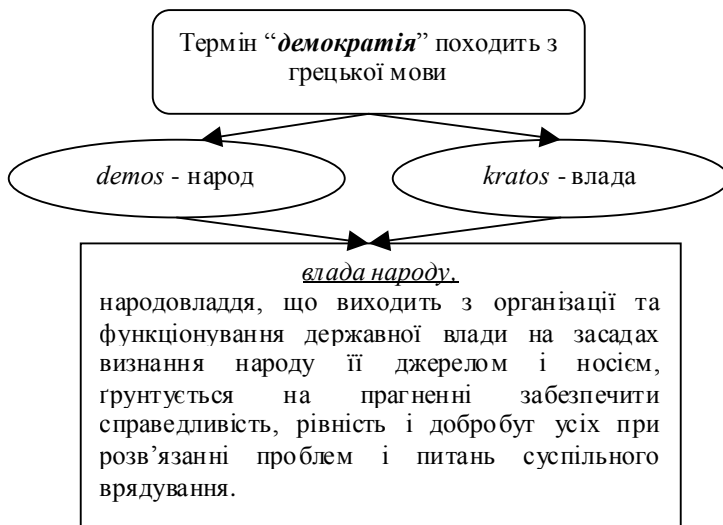 Термін “демократія” походить з
грецької мови
demos - народ
kratos - влада
влада народу,
народовладдя, що виходить з організації та
функціонування державної влади на засадах
визнання народу її джерелом і носієм,
ґрунтується на прагненні забезпечити
справедливість, рівність і добробут усіх при
розв’язанні проблем і питань суспільного
врядування.